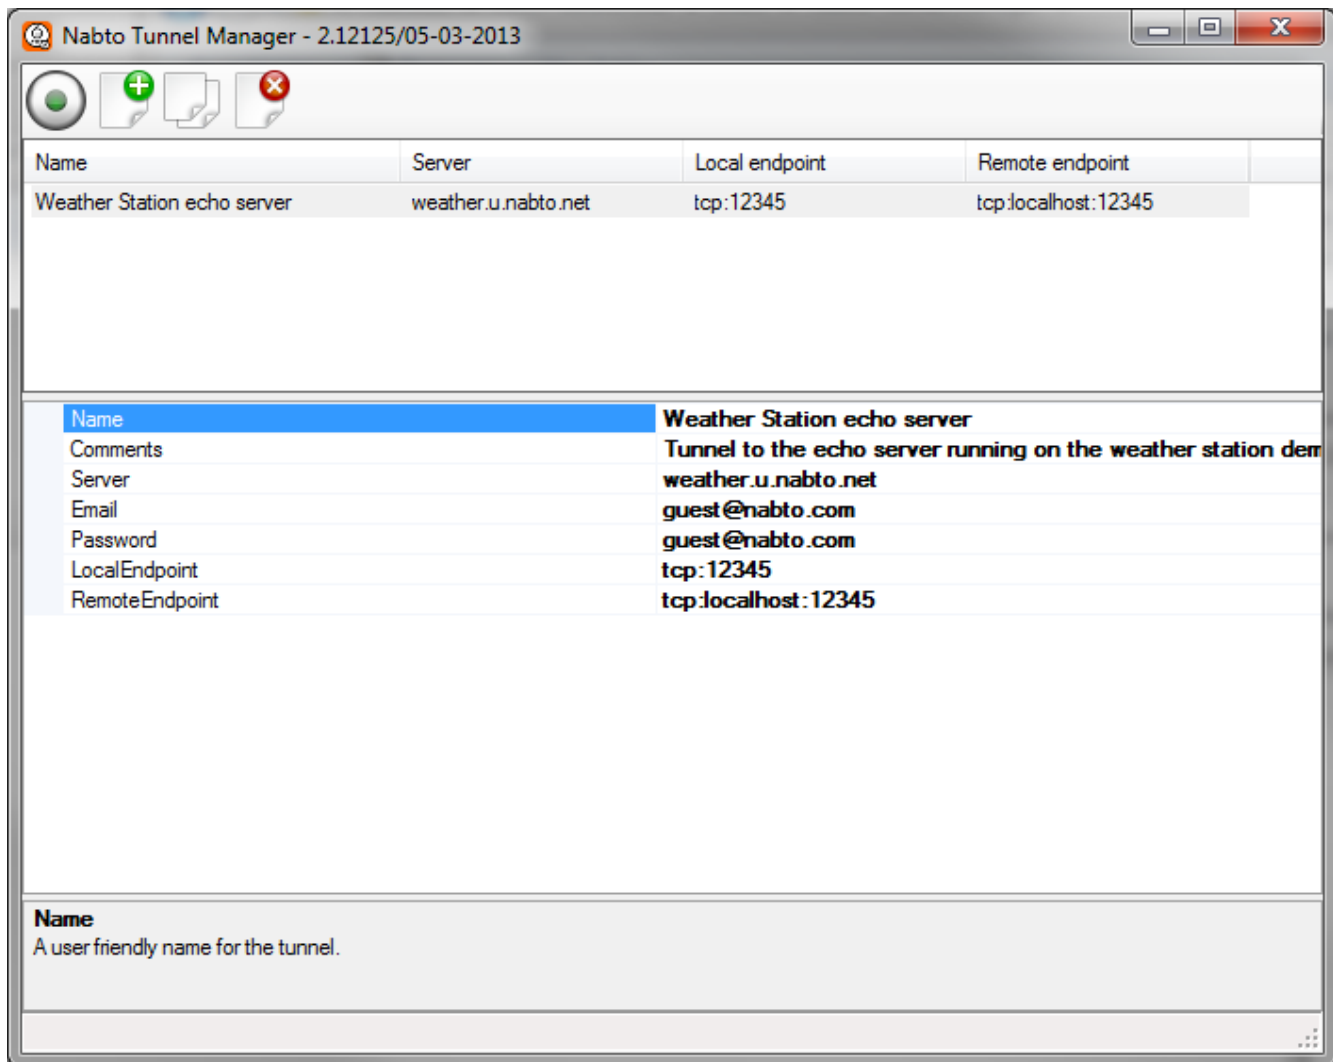 Nabto Tunnel Manager - 2.12125/05-03-2013
Name Server Local endpoint Remote endpoint
Weather Station echo server weather.u.nabto.net tcp:12345 tcp:localhost:12345
Name Weather Station echo server
Comments Tunnel to the echo server running on the weather station dem
Server weather.u.nabto.net
Email guest@nabto.com
Password guest@nabto.com
LocalEndpoint tcp:12345
RemoteEndpoint tcp:localhost:12345
Name
A user friendly name for the tunnel.